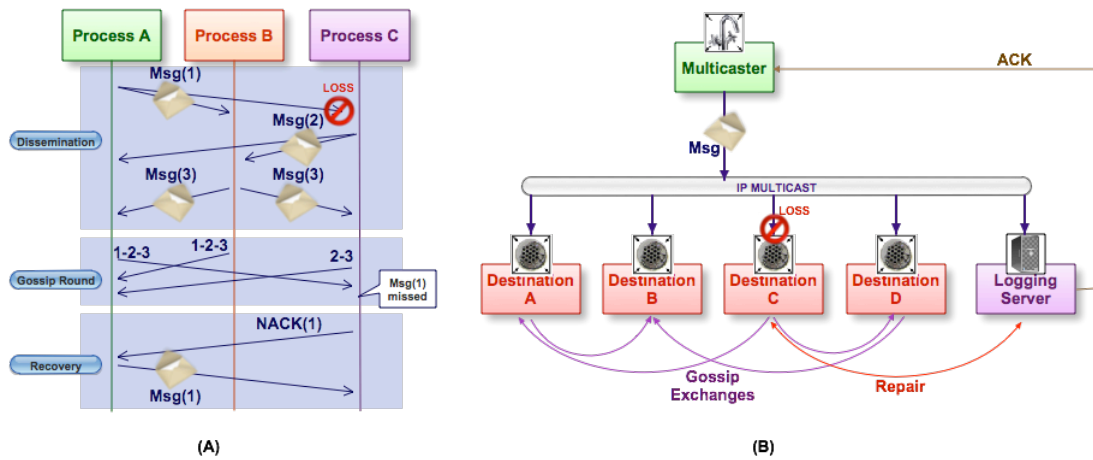 Process A
Process B
Process C
Msg(1)
LOSS
Msg(2)
Dissemination
Msg(3)
Msg(3)
1-2-3
1-2-3
2-3
Gossip Round
Msg(1)
missed
NACK(1)
Recovery
Msg(1)
(A)
Multicaster
ACK
Msg
IP MULTICAST
LOSS
Destination
A
Destination
B
Destination
C
Destination
D
Logging
Server
Gossip
Exchanges
Repair
(B)